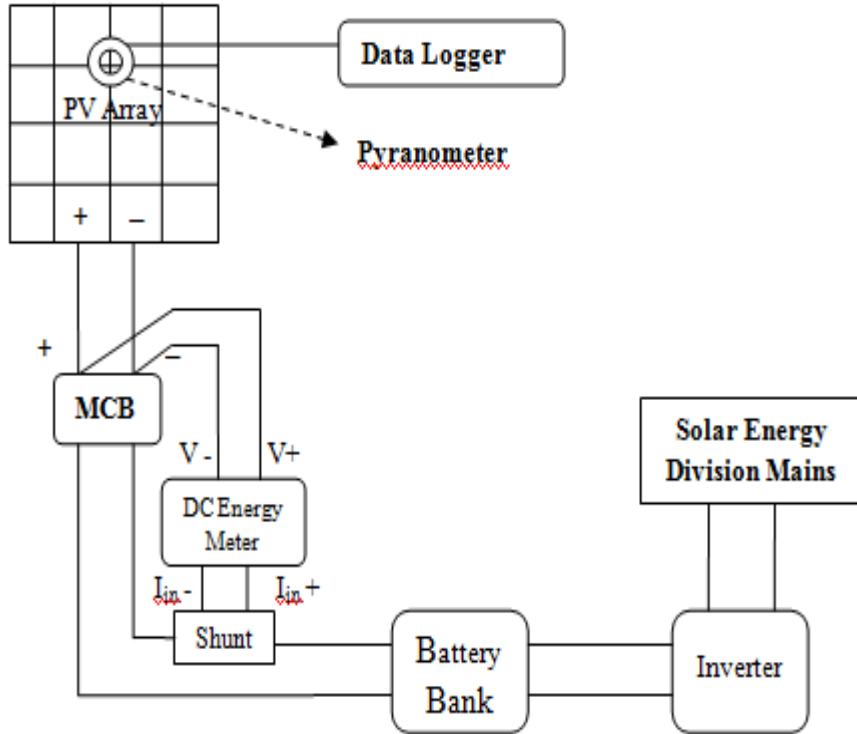 Data Logger
PV Array
Pyranometer
+ –
+ –
MCB
V - V+
DC Energy
Meter
Iin - Iin +
Shunt
Battery
Bank
Inverter
Solar Energy
Division Mains